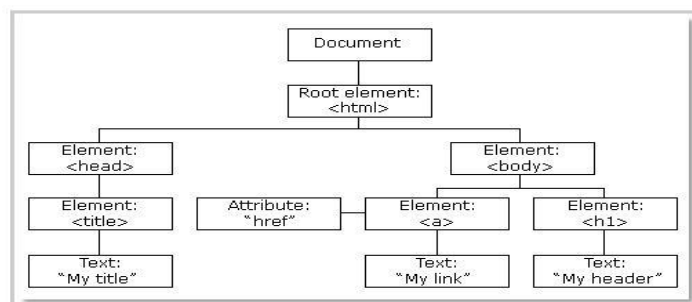 Document
Root element:
<html>
Element:
<head>
Element:
<body>
Element:
<title>
Attribute:
“href”
Element:
<a>
Element:
<h1>
Text:
“My title”
Text:
“My link”
Text:
“My header”